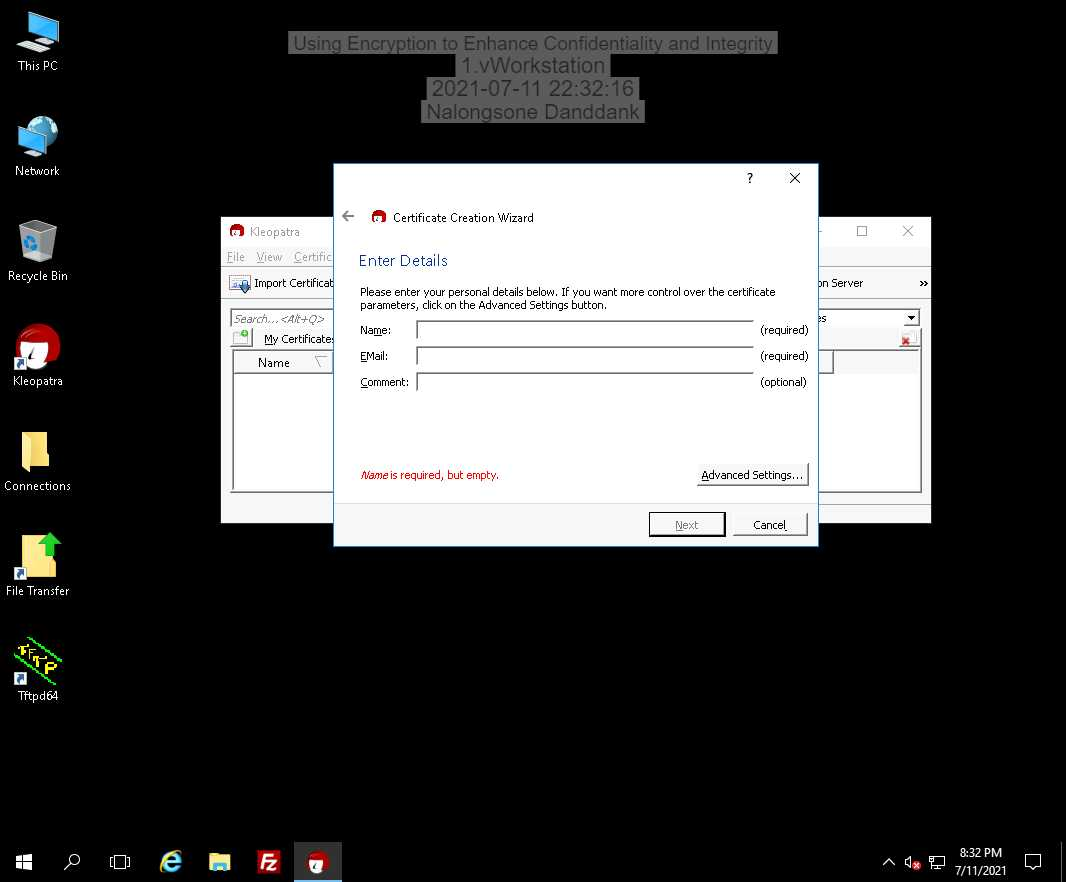 Using Encryption to Enhance Confidentiality and Integrity
1.vWorkstation
2021-07-11 22:32:16
Nalongsone Danddank
This PC
Network
Recycle Bin
Kleopatra
Connections
File Transfer
TFTP
Tftpd64
Kleopatra
File View Certific
Import Certificat
on Server »
Search...<Alt+Q>
es
My Certificates
Name
?
Certificate Creation Wizard
Enter Details
Please enter your personal details below. If you want more control over the certificate
parameters, click on the Advanced Settings button.
Name: (required)
EMail: (required)
Comment: (optional)
Name is required, but empty.
Advanced Settings...
Next Cancel
8:32 PM
7/11/2021